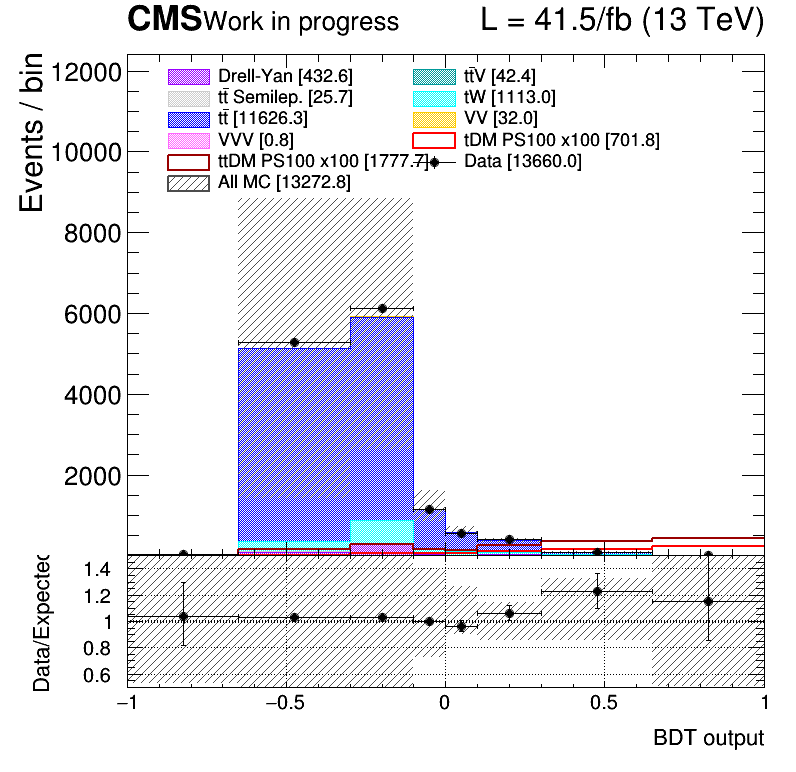 CMS Work in progress L = 41.5/fb (13 TeV)
Events / bin
12000
10000
8000
6000
4000
2000
Drell-Yan [432.6] tt̄V [42.4]
tt̄ Semilep. [25.7] tW [1113.0]
tt̄ [11626.3] VV [32.0]
VVV [0.8] tDM PS100 x100 [701.8]
ttDM PS100 x100 [1777.7] Data [13660.0]
All MC [13272.8]
Data/Expected
1.4
1.2
1
0.8
0.6
−1 −0.5 0 0.5 1
BDT output